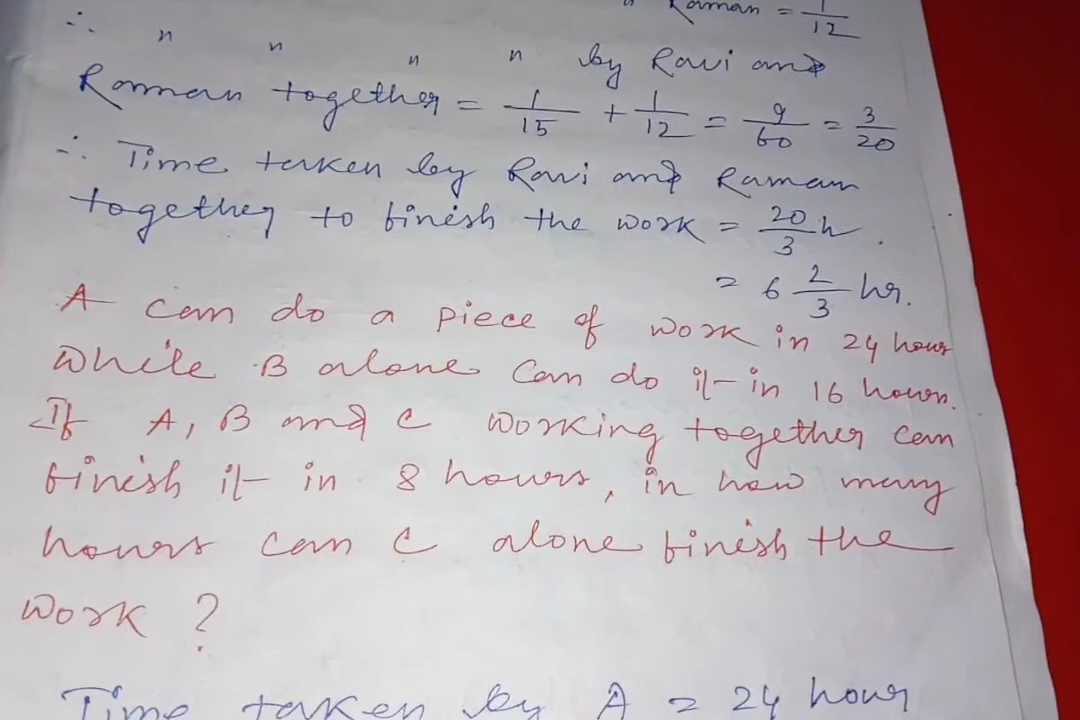 " Raman = 1/12
∴ " " " " by Ravi and
Raman together = 1/15 + 1/12 = 9/60 = 3/20
∴ Time taken by Ravi and Raman
together to finish the work = 20/3 h.
= 6 2/3 hr.
A can do a piece of work in 24 hour
while B alone can do it in 16 hours.
If A, B and C working together can
finish it in 8 hours, in how many
hours can C alone finish the
work ?
Time taken by A = 24 hour